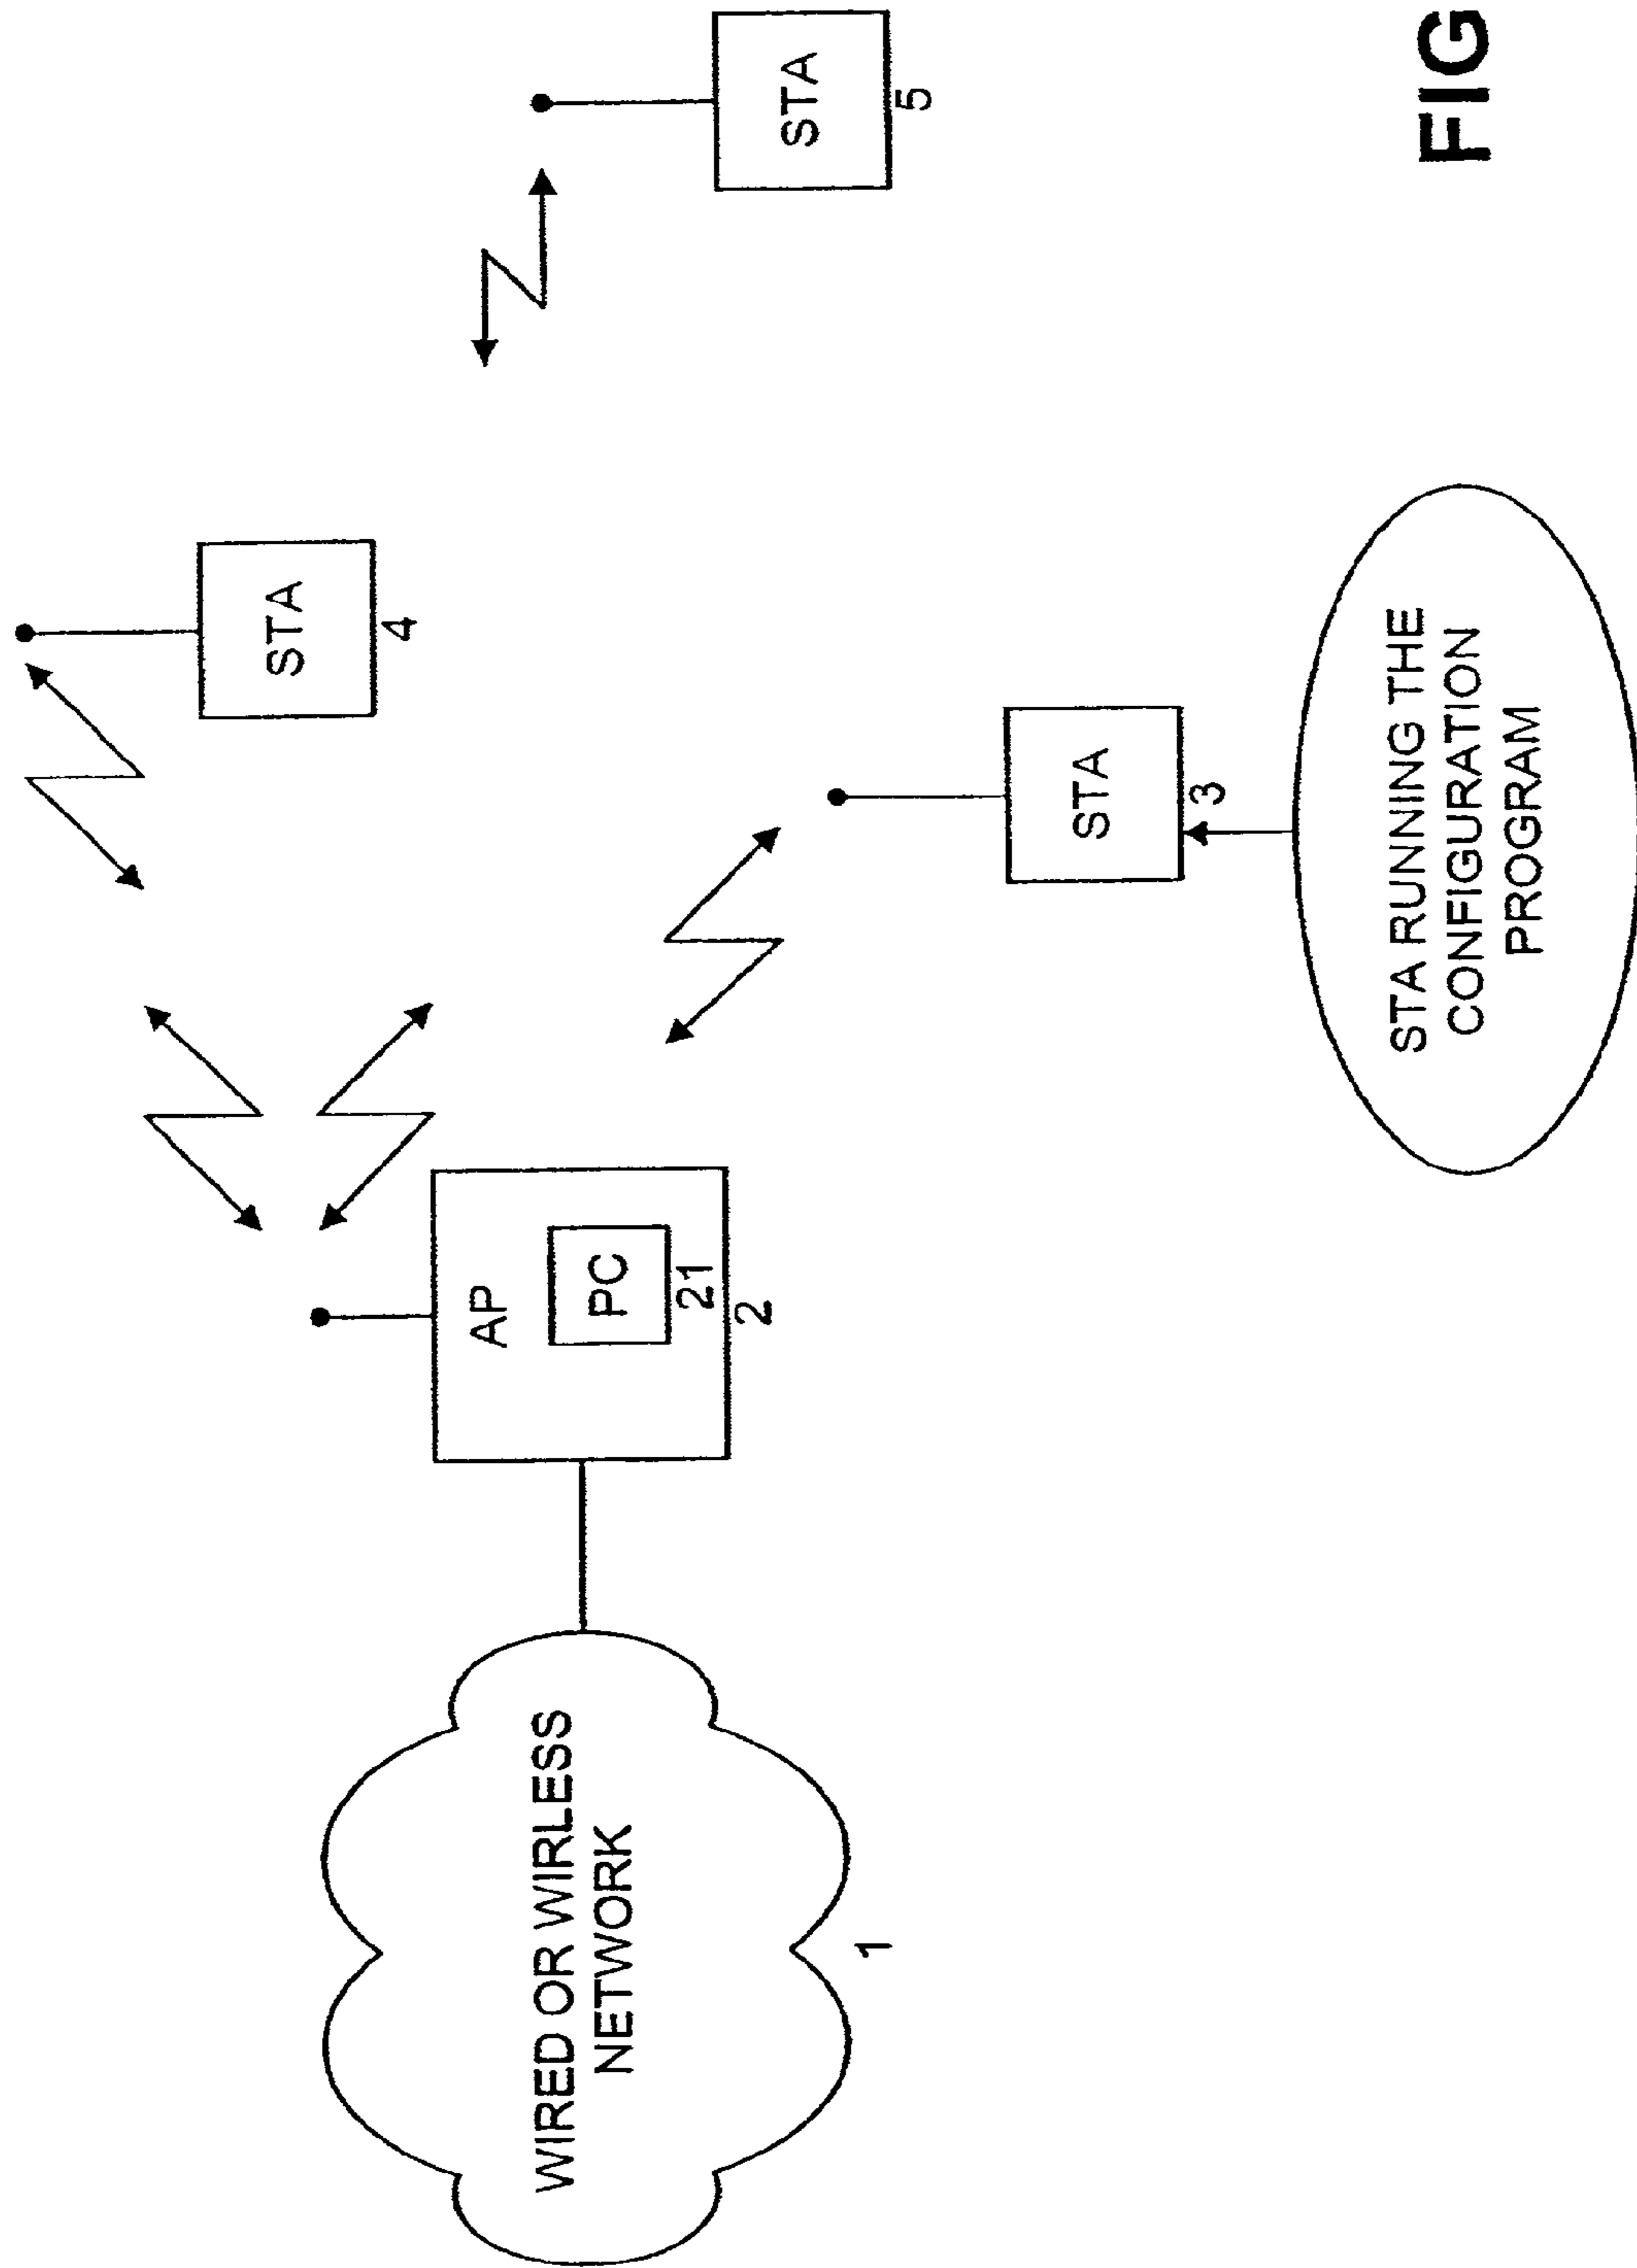 WIRED OR WIRLESS
NETWORK
1
AP
PC
21
2
STA
4
STA
3
STA RUNNING THE
CONFIGURATION
PROGRAM
STA
5
FIG